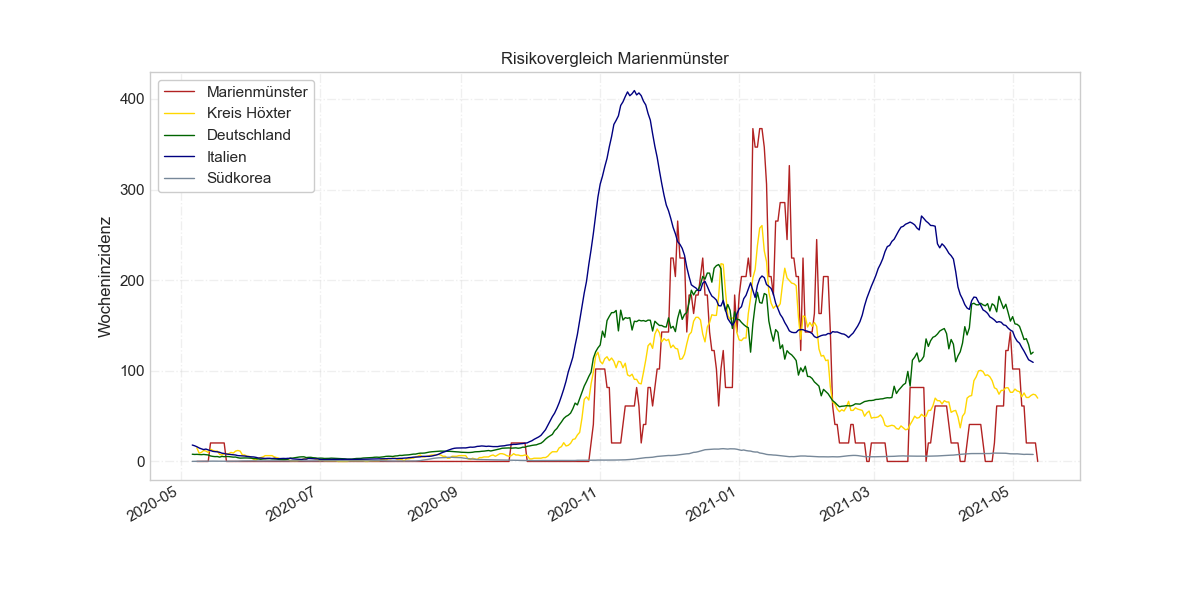 Risikovergleich Marienmünster
Marienmünster
Kreis Höxter
Deutschland
Italien
Südkorea
Wocheninzidenz
400
300
200
100
0
2020-05
2020-07
2020-09
2020-11
2021-01
2021-03
2021-05